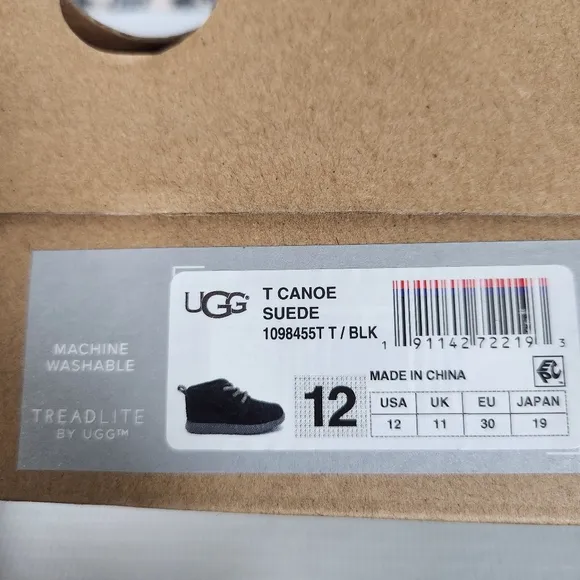 MACHINE
WASHABLE
TREADLITE
BY UGG™
UGG®
T CANOE
SUEDE
1098455T T / BLK
1 91142 72219 3
12
MADE IN CHINA
USA UK EU JAPAN
12 11 30 19